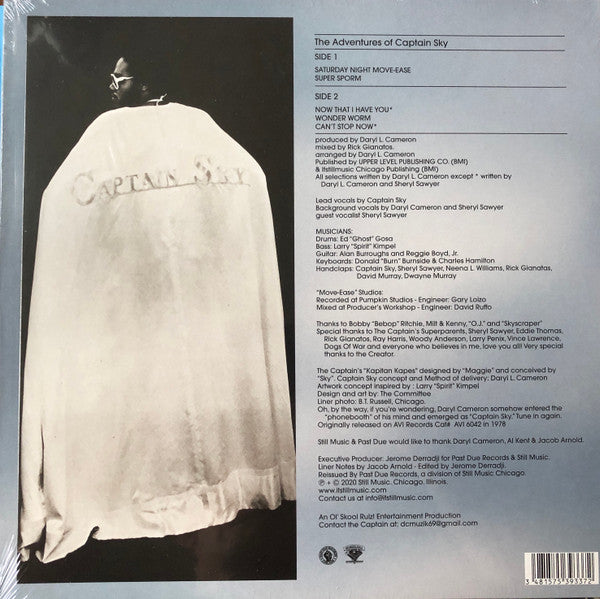 CAPTAIN SKY
The Adventures of Captain Sky
SIDE 1
SATURDAY NIGHT MOVE-EASE
SUPER SPORM
SIDE 2
NOW THAT I HAVE YOU*
WONDER WORM
CAN'T STOP NOW*
produced by Daryl L. Cameron
mixed by Rick Gianatos.
arranged by Daryl L. Cameron
Published by UPPER LEVEL PUBLISHING CO. (BMI)
& Itstillmusic Chicago Publishing (BMI)
All selections written by Daryl L. Cameron except * written by
Daryl L. Cameron and Sheryl Sawyer
Lead vocals by Captain Sky
Background vocals by Daryl Cameron and Sheryl Sawyer
guest vocalist Sheryl Sawyer
MUSICIANS:
Drums: Ed "Ghost" Gosa
Bass: Larry "Spirit" Kimpel
Guitar: Alan Burroughs and Reggie Boyd, Jr.
Keyboards: Donald "Burn" Burnside & Charles Hamilton
Handclaps: Captain Sky, Sheryl Sawyer, Neena L. Williams, Rick Gianatas,
David Murray, Dwayne Murray
"Move-Ease" Studios:
Recorded at Pumpkin Studios - Engineer: Gary Loizo
Mixed at Producer's Workshop - Engineer: David Ruffo
Thanks to Bobby "Bebop" Ritchie, Milt & Kenny, "O.J." and "Skyscraper"
Special thanks to The Captain's Superparents, Sheryl Sawyer, Eddie Thomas,
Rick Gianatos, Ray Harris, Woody Anderson, Larry Penix, Vince Lawrence,
Dogs Of War and everyone who believes in me, love you all! Very special
thanks to the Creator.
The Captain's "Kapitan Kapes" designed by "Maggie" and conceived by
"Sky". Captain Sky concept and Method of delivery: Daryl L. Cameron
Artwork concept inspired by : Larry "Spirit" Kimpel
Design and art by: The Committee
Liner photo: B.T. Russell, Chicago.
Oh, by the way, if you're wondering, Daryl Cameron somehow entered the
"phonebooth" of his mind and emerged as "Captain Sky," Tune in again.
Originally released on AVI Records Cat# AVI 6042 in 1978
Still Music & Past Due would like to thank Daryl Cameron, Al Kent & Jacob Arnold.
Executive Producer: Jerome Derradji for Past Due Records & Still Music.
Liner Notes by Jacob Arnold - Edited by Jerome Derradji.
Reissued By Past Due Records, a division of Still Music Chicago.
℗ + © 2020 Still Music, Chicago, Illinois.
www.itstillmusic.com
Contact us at info@itstillmusic.com
An Ol' Skool Rulz! Entertainment Production
Contact the Captain at: dcmuzik69@gmail.com
3 481575 393372